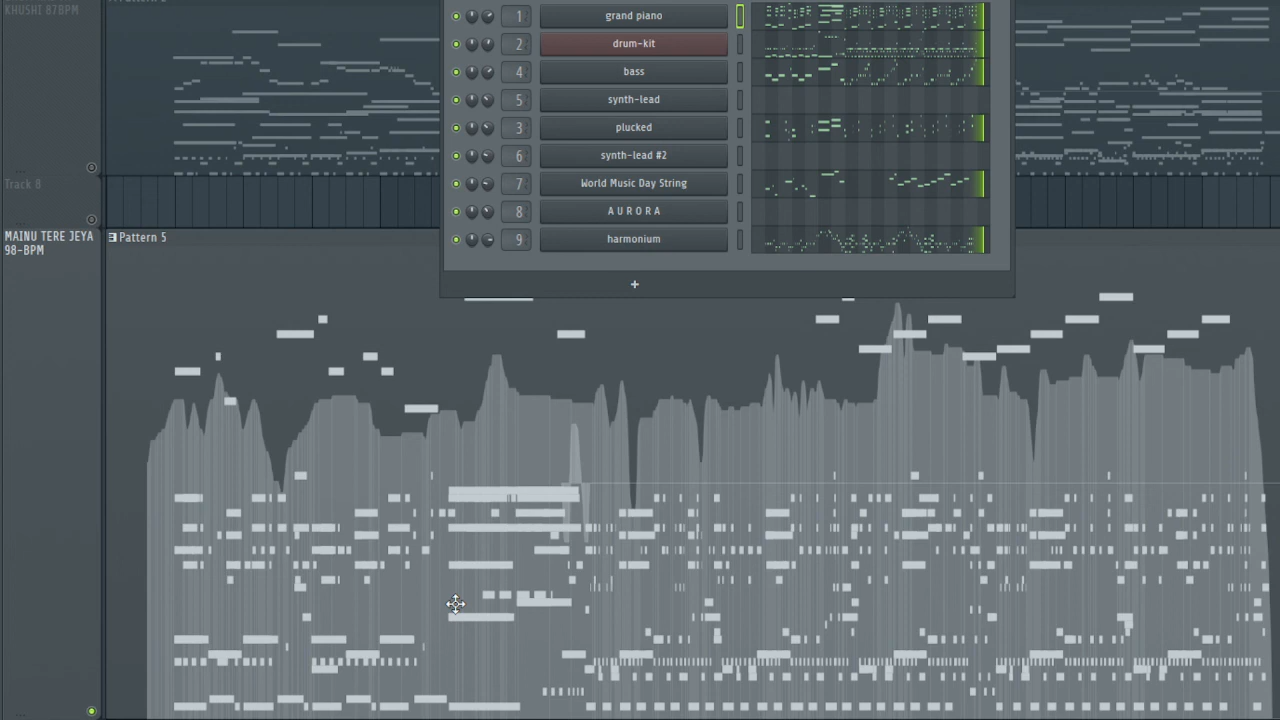 KHUSHI 87BPM
Track 8
MAINU TERE JEYA
98-BPM
Pattern 5
1 grand piano
2 drum-kit
4 bass
5 synth-lead
3 plucked
6 synth-lead #2
7 World Music Day String
8 A U R O R A
9 harmonium
+